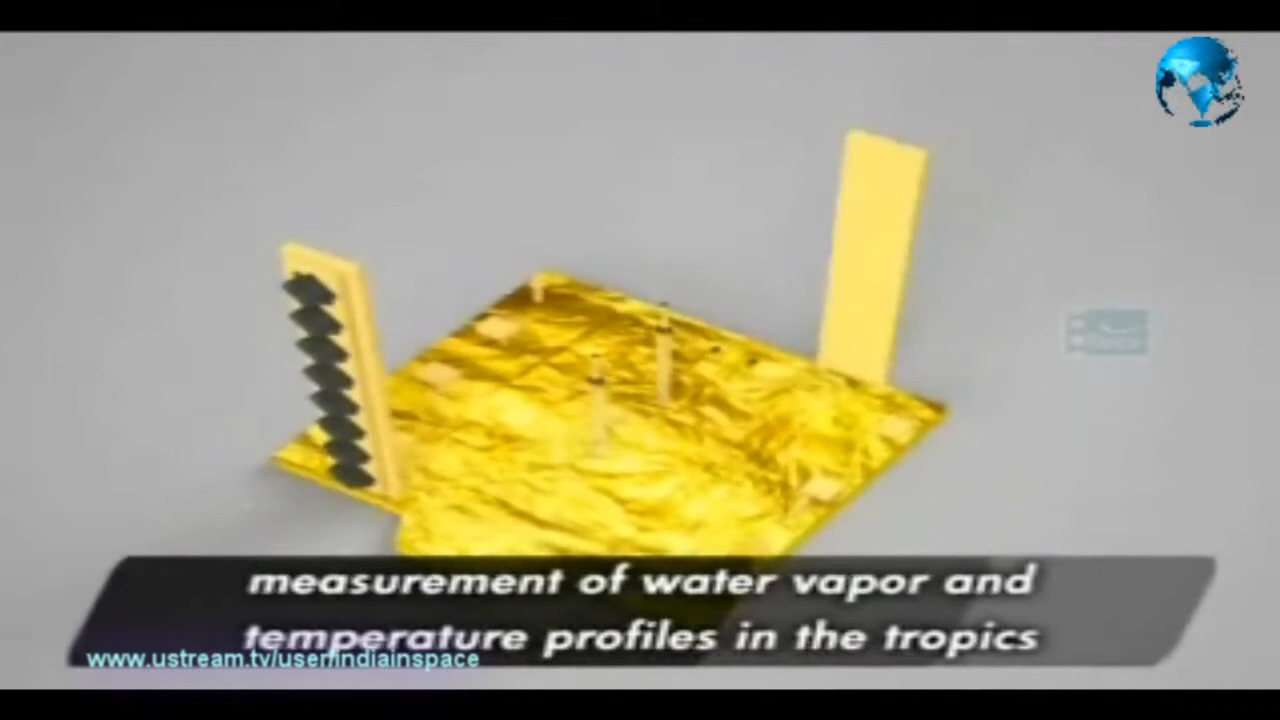 measurement of water vapor and
temperature profiles in the tropics
www.ustream.tv/user/indiainspace